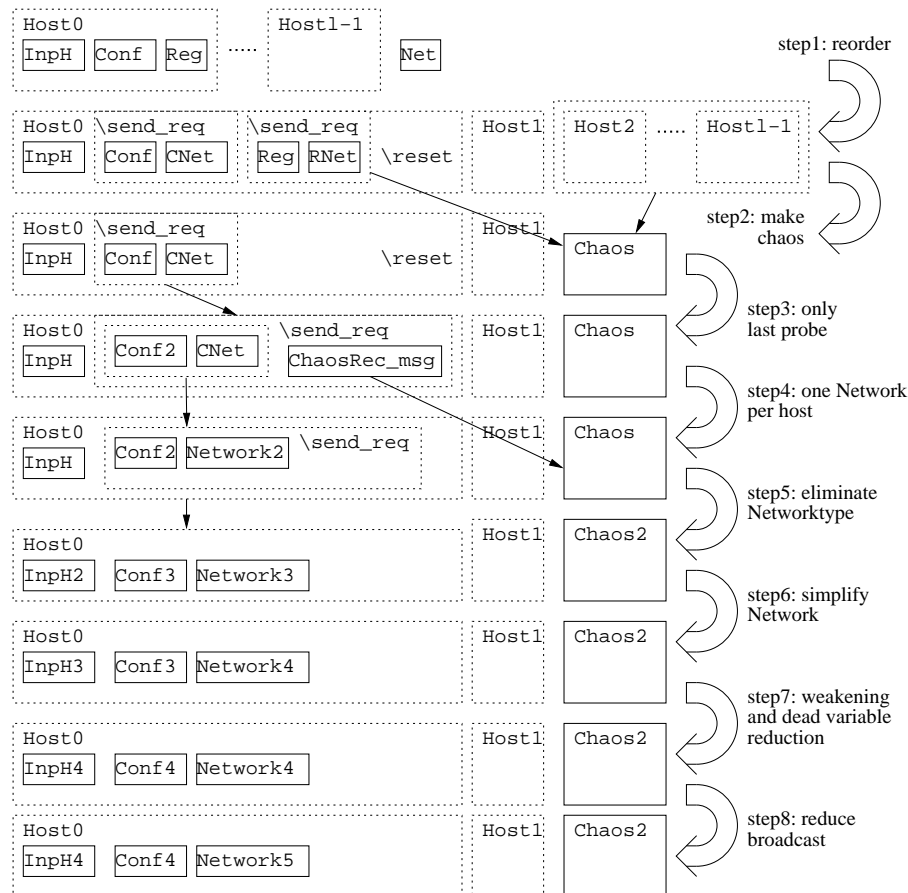 Host0 ..... Hostl-1
InpH Conf Reg Net
step1: reorder
Host0 \send_req \send_req Host1 Host2 ..... Hostl-1
InpH Conf CNet Reg RNet \reset
step2: make
chaos
Host0 \send_req Host1 Chaos
InpH Conf CNet \reset
step3: only
last probe
Host0 \send_req Host1 Chaos
InpH Conf2 CNet ChaosRec_msg
step4: one Network
per host
Host0 Conf2 Network2 \send_req Host1 Chaos
InpH
step5: eliminate
Networktype
Host0 Host1 Chaos2
InpH2 Conf3 Network3
step6: simplify
Network
Host0 Host1 Chaos2
InpH3 Conf3 Network4
step7: weakening
and dead variable
reduction
Host0 Host1 Chaos2
InpH4 Conf4 Network4
step8: reduce
broadcast
Host0 Host1 Chaos2
InpH4 Conf4 Network5